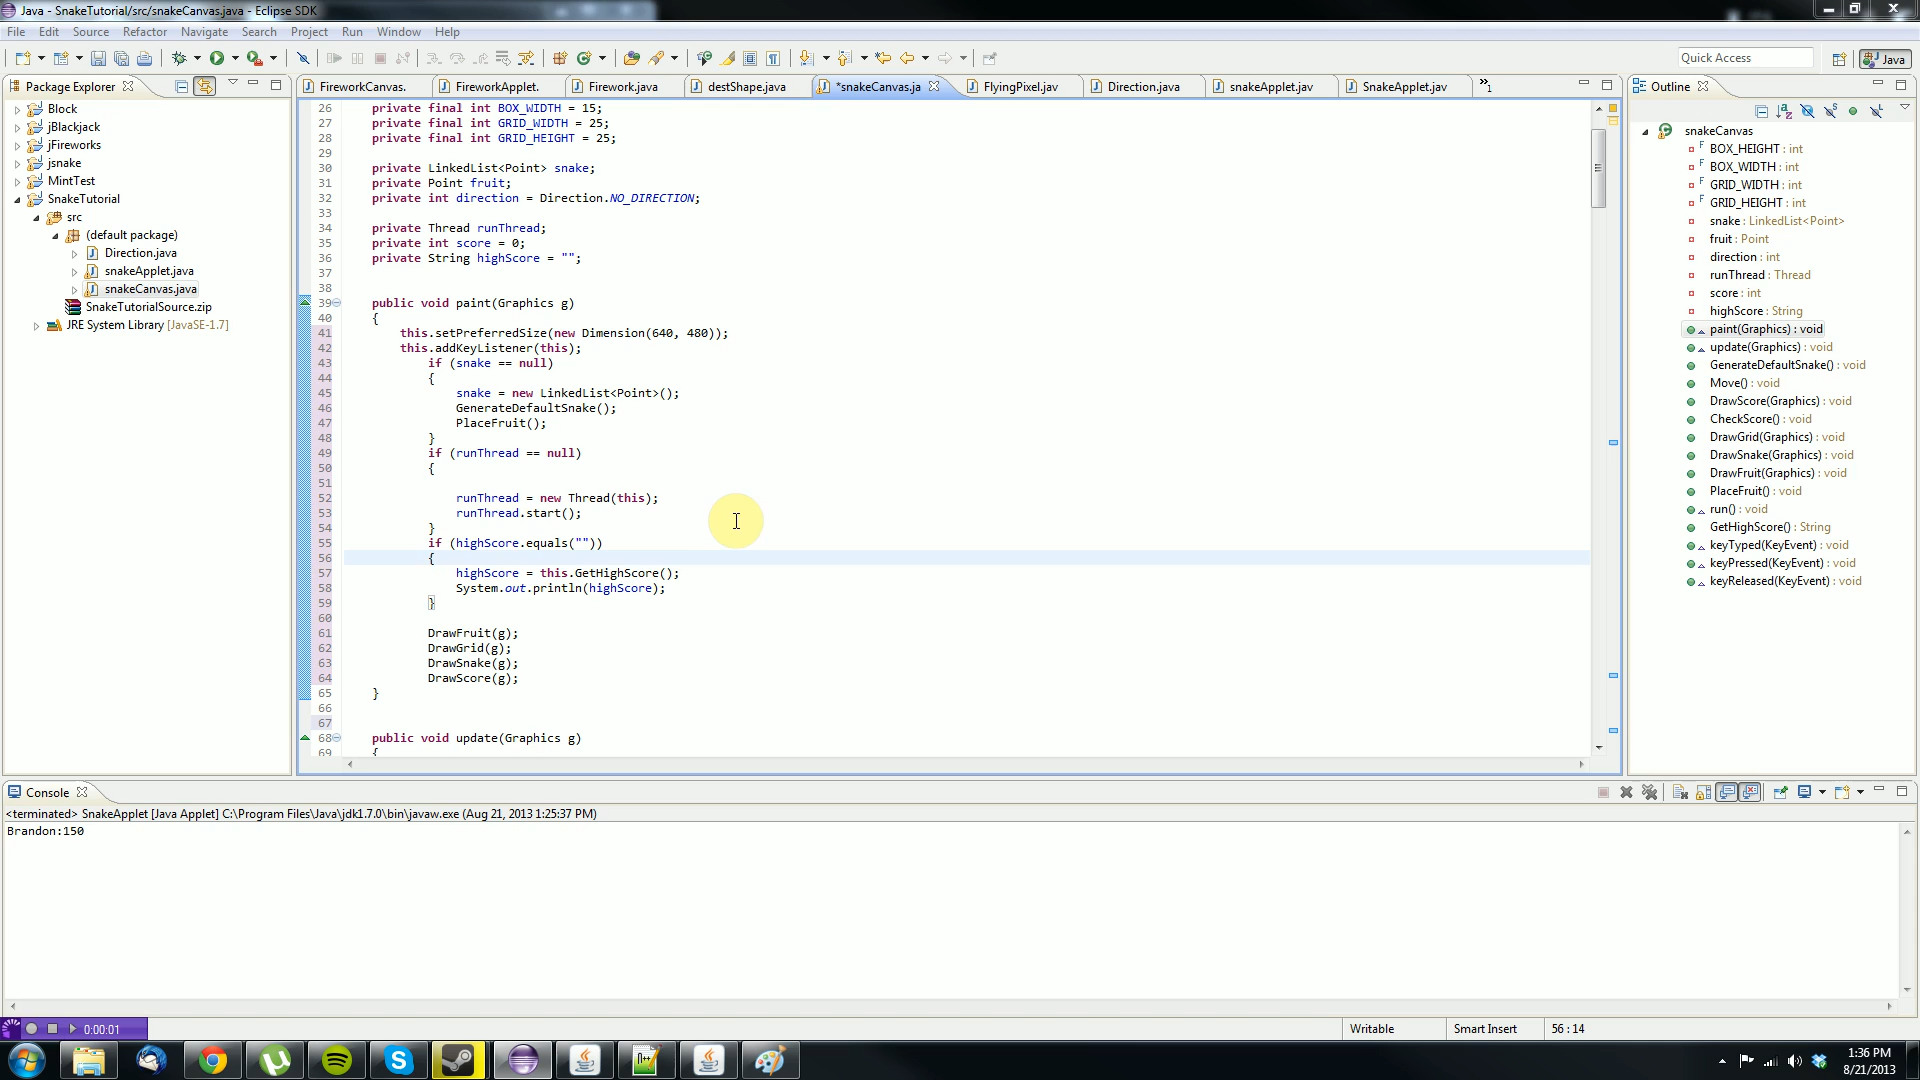 Java - SnakeTutorial/src/snakeCanvas.java - Eclipse SDK
File Edit Source Refactor Navigate Search Project Run Window Help
Quick Access Java
Package Explorer
FireworkCanvas. FireworkApplet. Firework.java destShape.java *snakeCanvas.ja FlyingPixel.jav Direction.java snakeApplet.jav SnakeApplet.jav »1
Outline
Block
jBlackjack
jFireworks
jsnake
MintTest
SnakeTutorial
src
(default package)
Direction.java
snakeApplet.java
snakeCanvas.java
SnakeTutorialSource.zip
JRE System Library [JavaSE-1.7]
26 private final int BOX_WIDTH = 15;
27 private final int GRID_WIDTH = 25;
28 private final int GRID_HEIGHT = 25;
29
30 private LinkedList<Point> snake;
31 private Point fruit;
32 private int direction = Direction.NO_DIRECTION;
33
34 private Thread runThread;
35 private int score = 0;
36 private String highScore = "";
37
38
39 public void paint(Graphics g)
40 {
41 this.setPreferredSize(new Dimension(640, 480));
42 this.addKeyListener(this);
43 if (snake == null)
44 {
45 snake = new LinkedList<Point>();
46 GenerateDefaultSnake();
47 PlaceFruit();
48 }
49 if (runThread == null)
50 {
51
52 runThread = new Thread(this);
53 runThread.start();
54 }
55 if (highScore.equals(""))
56 {
57 highScore = this.GetHighScore();
58 System.out.println(highScore);
59 }
60
61 DrawFruit(g);
62 DrawGrid(g);
63 DrawSnake(g);
64 DrawScore(g);
65 }
66
67
68 public void update(Graphics g)
69 {
snakeCanvas
BOX_HEIGHT : int
BOX_WIDTH : int
GRID_WIDTH : int
GRID_HEIGHT : int
snake : LinkedList<Point>
fruit : Point
direction : int
runThread : Thread
score : int
highScore : String
paint(Graphics) : void
update(Graphics) : void
GenerateDefaultSnake() : void
Move() : void
DrawScore(Graphics) : void
CheckScore() : void
DrawGrid(Graphics) : void
DrawSnake(Graphics) : void
DrawFruit(Graphics) : void
PlaceFruit() : void
run() : void
GetHighScore() : String
keyTyped(KeyEvent) : void
keyPressed(KeyEvent) : void
keyReleased(KeyEvent) : void
Console
<terminated> SnakeApplet [Java Applet] C:\Program Files\Java\jdk1.7.0\bin\javaw.exe (Aug 21, 2013 1:25:37 PM)
Brandon:150
0:00:01
Writable Smart Insert 56 : 14
1:36 PM
8/21/2013